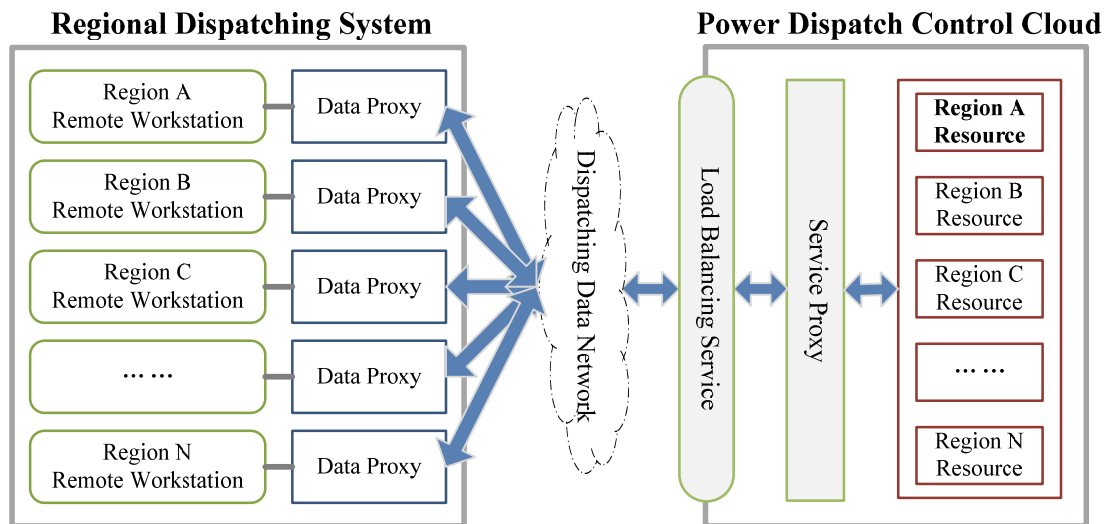 Regional Dispatching System
Region A
Remote Workstation
Data Proxy
Region B
Remote Workstation
Data Proxy
Region C
Remote Workstation
Data Proxy
... ...
Data Proxy
Region N
Remote Workstation
Data Proxy
Dispatching Data Network
Power Dispatch Control Cloud
Load Balancing Service
Service Proxy
Region A
Resource
Region B
Resource
Region C
Resource
... ...
Region N
Resource